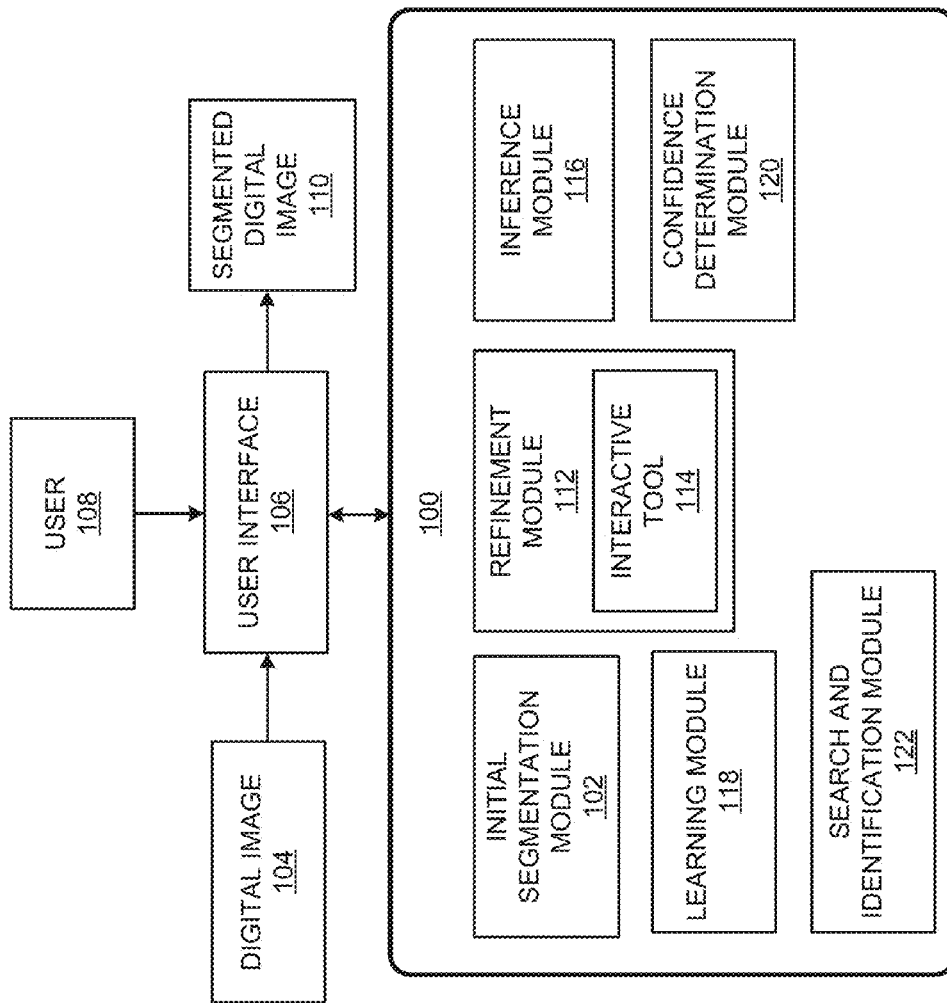 USER
108
DIGITAL IMAGE
104
USER INTERFACE
106
SEGMENTED
DIGITAL
IMAGE
110
100
INITIAL
SEGMENTATION
MODULE
102
REFINEMENT
MODULE
112
INTERACTIVE
TOOL
114
INFERENCE
MODULE
116
LEARNING MODULE
118
CONFIDENCE
DETERMINATION
MODULE
120
SEARCH AND
IDENTIFICATION MODULE
122